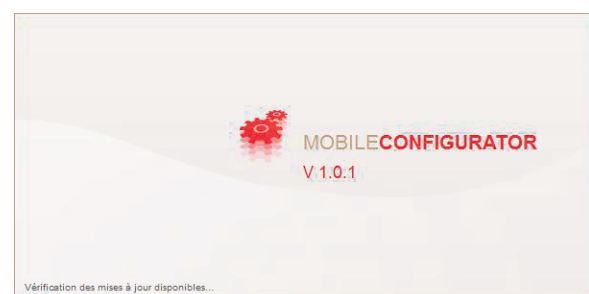 MOBILECONFIGURATOR
V 1.0.1
Vérification des mises à jour disponibles...